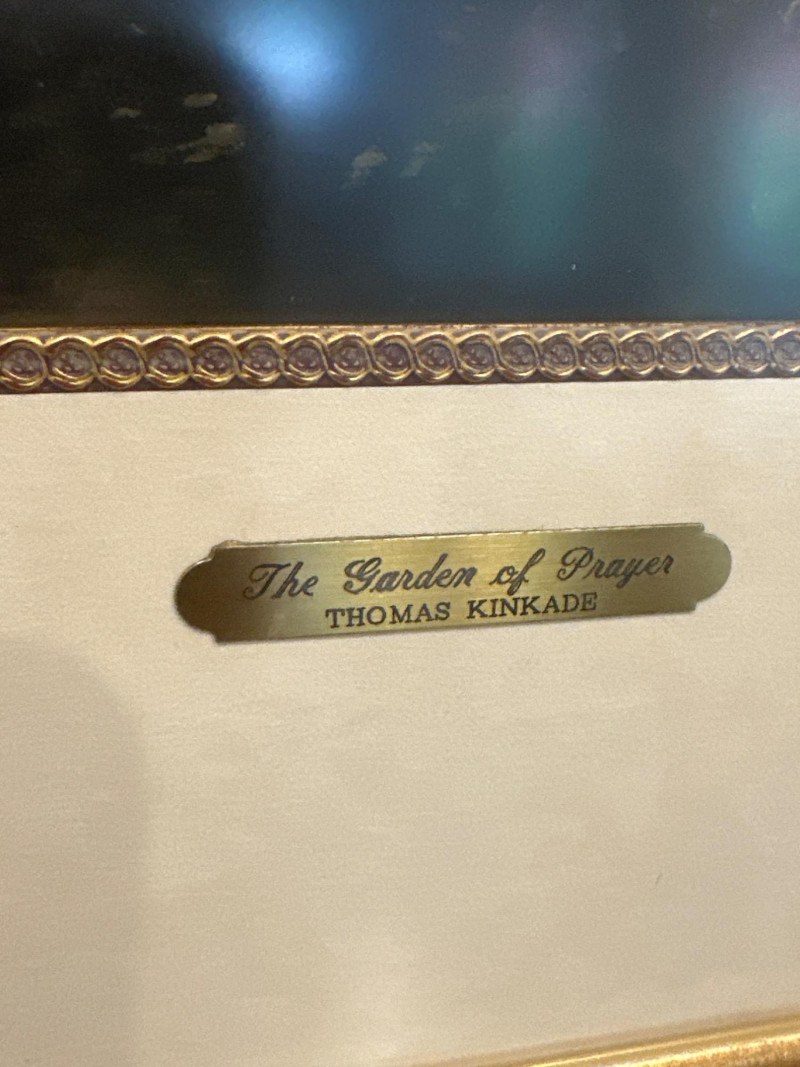 The Garden of Prayer
THOMAS KINKADE